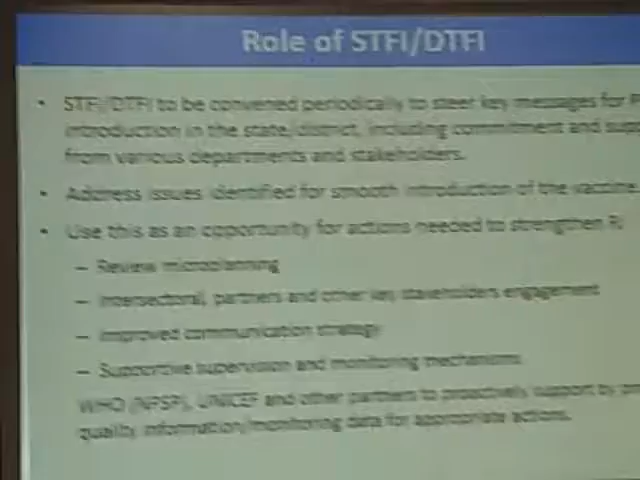 Role of STFI/DTFI
• STFI/DTFI to be convened periodically to steer key messages for
introduction in the state/district, including commitment and
from various departments and stakeholders.
• Address issues identified for smooth introduction of the vaccine
• Use this as an opportunity for actions needed to strengthen RI
– Review microplanning
– Intersectoral, partners and other key stakeholders engagement
– Improved communication strategy
– Supportive supervision and monitoring mechanisms
WHO (NPSP), UNICEF and other partners to proactively support by
quality information/monitoring data for appropriate actions.